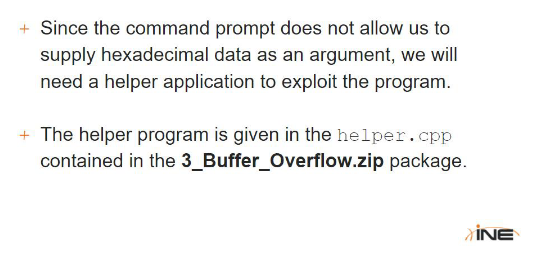 + Since the command prompt does not allow us to
supply hexadecimal data as an argument, we will
need a helper application to exploit the program.
+ The helper program is given in the helper.cpp
contained in the 3_Buffer_Overflow.zip package.
INE